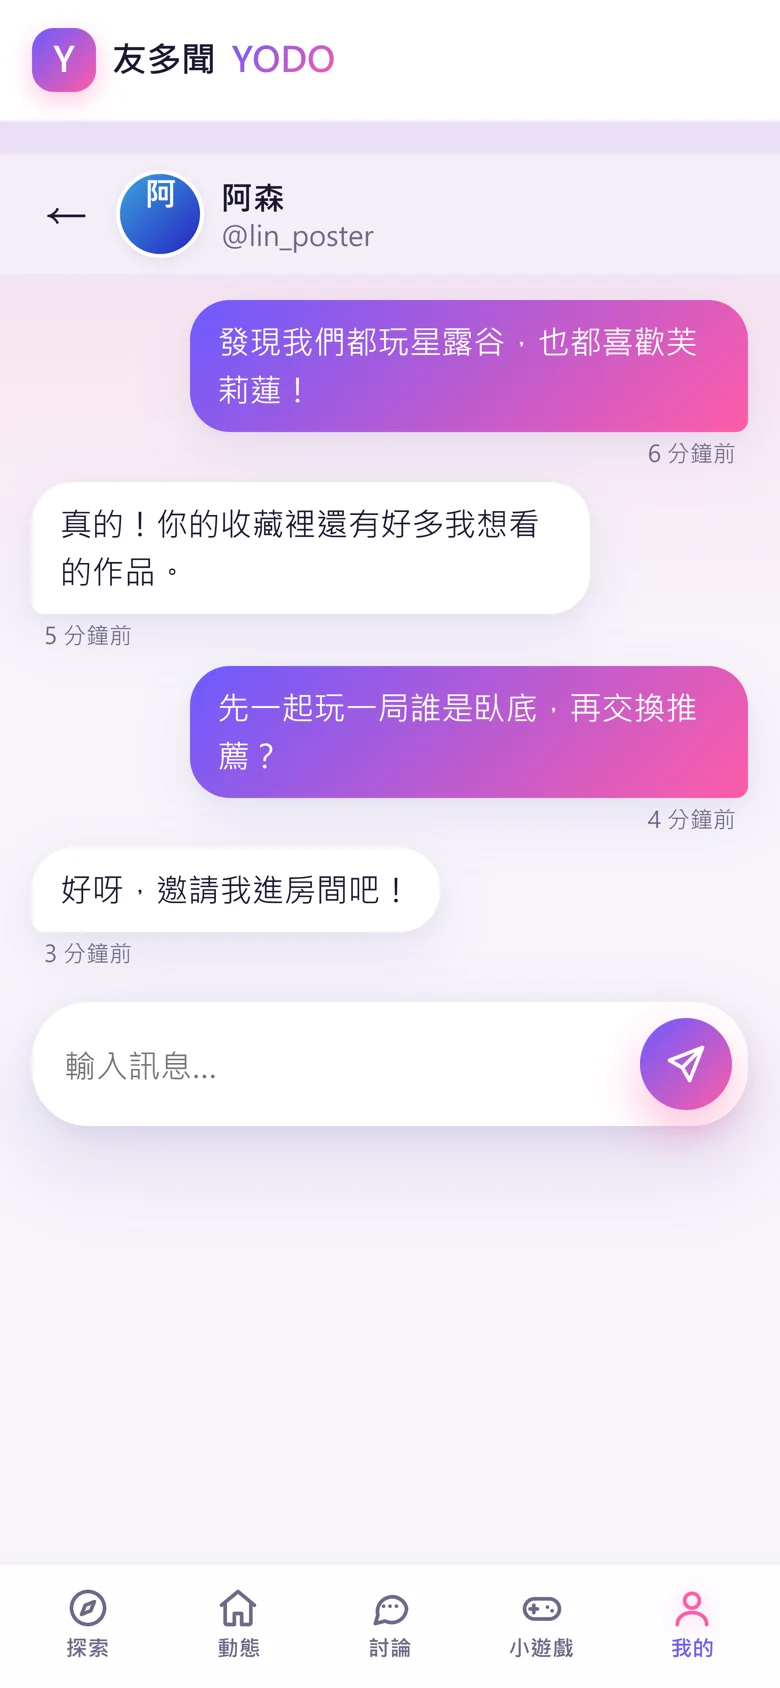 Y 友多聞 YODO
←
阿
阿森
@lin_poster
發現我們都玩星露谷，也都喜歡芙
莉蓮！
6 分鐘前
真的！你的收藏裡還有好多我想看
的作品。
5 分鐘前
先一起玩一局誰是臥底，再交換推
薦？
4 分鐘前
好呀，邀請我進房間吧！
3 分鐘前
輸入訊息...
探索 動態 討論 小遊戲 我的